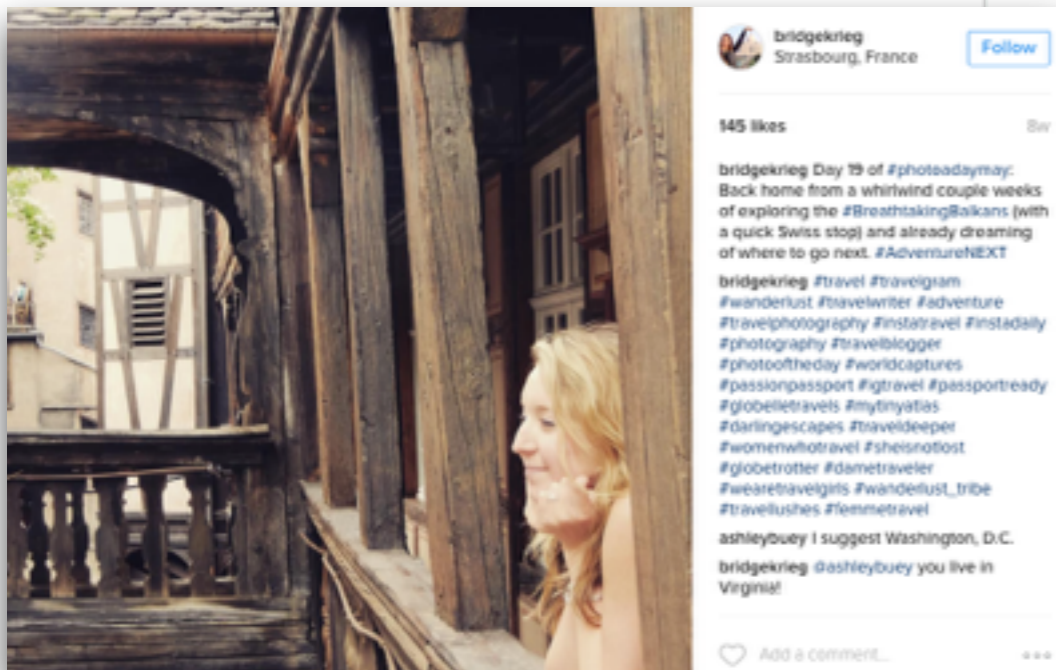 bridgekrieg
Strasbourg, France
Follow
145 likes
8w
bridgekrieg Day 19 of #photoadaymay:
Back home from a whirlwind couple weeks
of exploring the #BreathtakingBalkans (with
a quick Swiss stop) and already dreaming
of where to go next. #AdventureNEXT
bridgekrieg #travel #travelgram
#wanderlust #travelwriter #adventure
#travelphotography #instatravel #instadaily
#photography #travelblogger
#photooftheday #worldcaptures
#passionpassport #igtravel #passportready
#globelletravels #mytinyatlas
#darlingescapes #traveldeeper
#womenwhotravel #sheisnotlost
#globetrotter #dametraveler
#wearetravelgirls #wanderlust_tribe
#travellushes #femmetravel
ashleybuey I suggest Washington, D.C.
bridgekrieg @ashleybuey you live in
Virginia!
Add a comment...